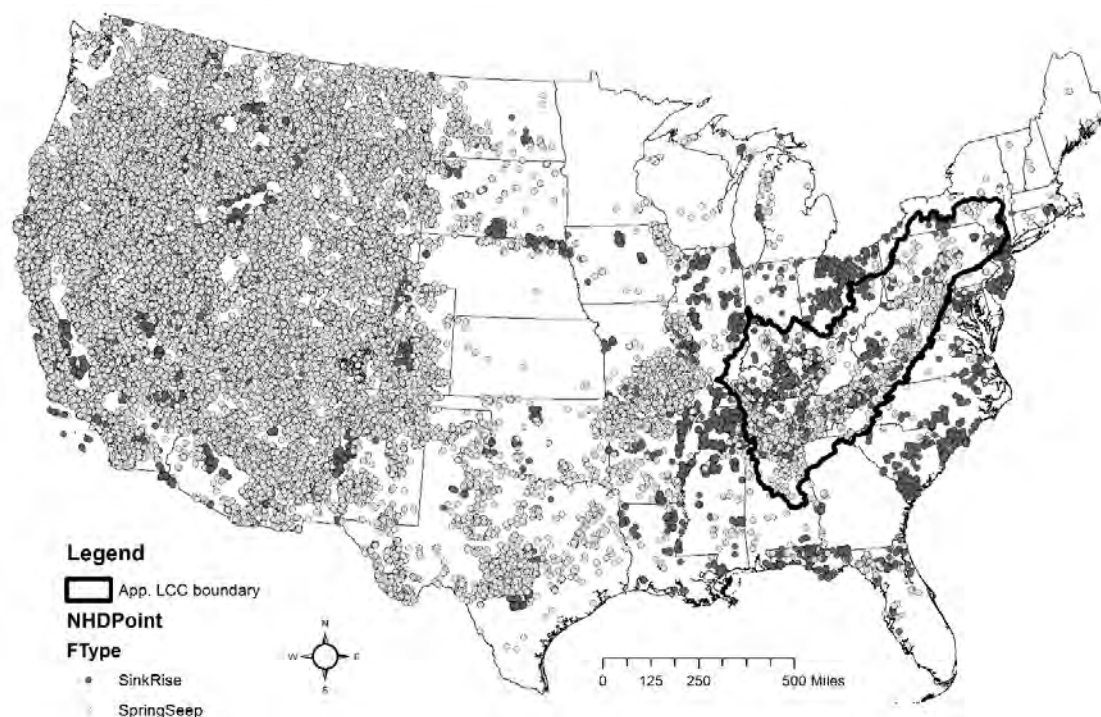 Legend
App. LCC boundary
NHDPoint
FType
SinkRise
SpringSeep
N
W E
S
0 125 250 500 Miles